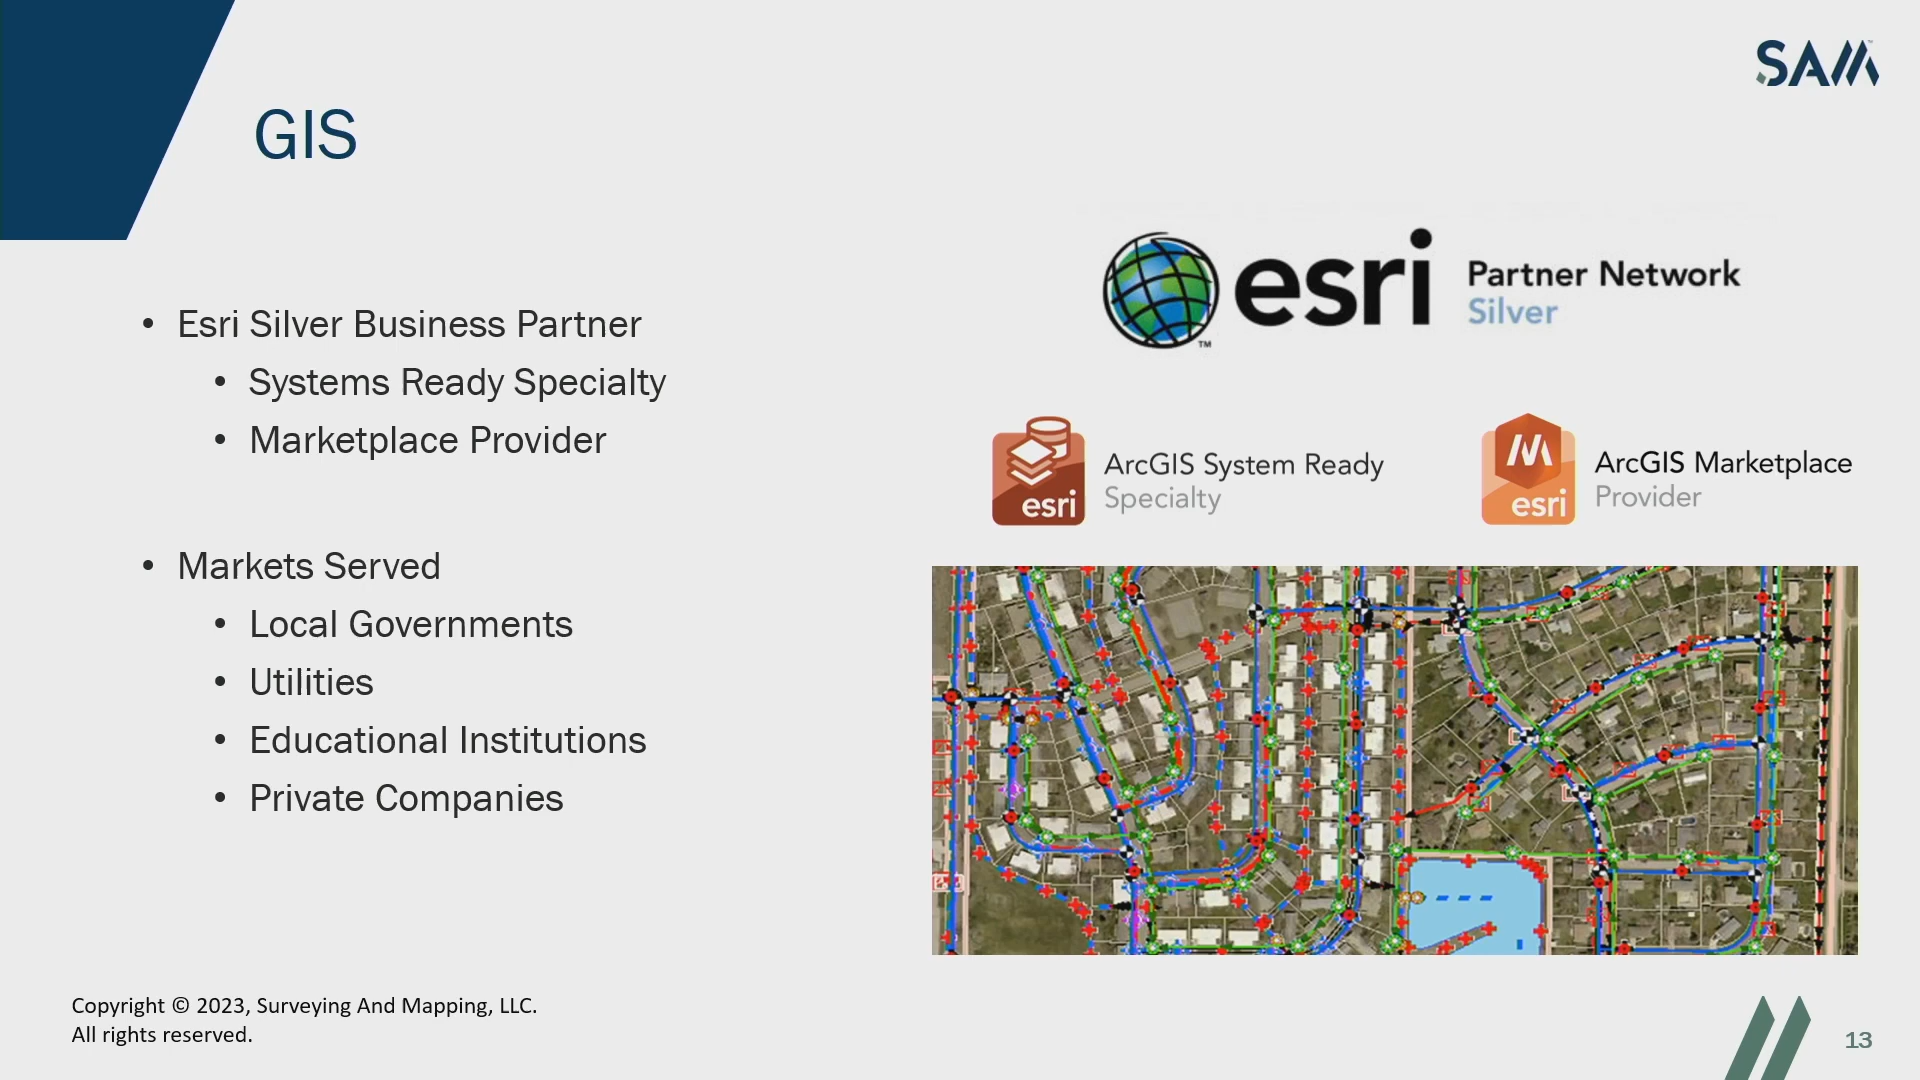 SAM
GIS
• Esri Silver Business Partner
• Systems Ready Specialty
• Marketplace Provider
• Markets Served
• Local Governments
• Utilities
• Educational Institutions
• Private Companies
esri
TM
Partner Network
Silver
esri
ArcGIS System Ready
Specialty
esri
ArcGIS Marketplace
Provider
Copyright © 2023, Surveying And Mapping, LLC.
All rights reserved.
13